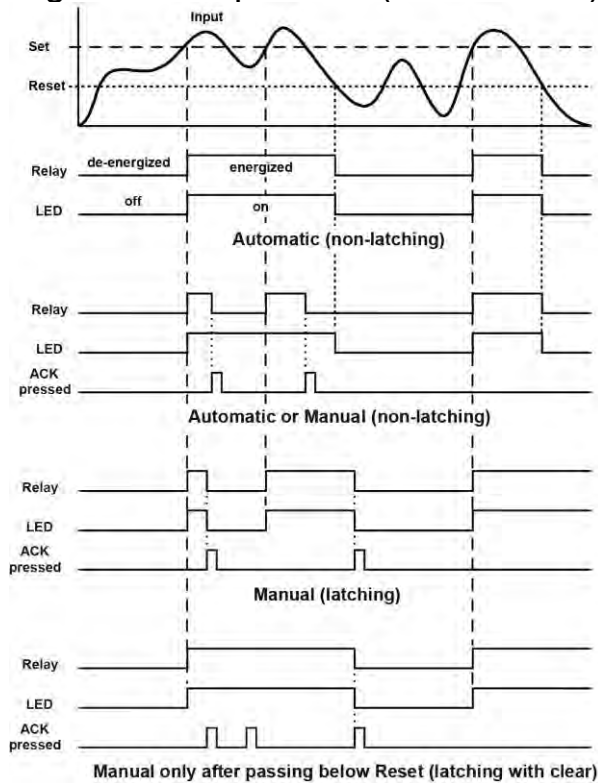 Input
Set
Reset
Relay de-energized energized
LED off on
Automatic (non-latching)
Relay
LED
ACK
pressed
Automatic or Manual (non-latching)
Relay
LED
ACK
pressed
Manual (latching)
Relay
LED
ACK
pressed
Manual only after passing below Reset (latching with clear)